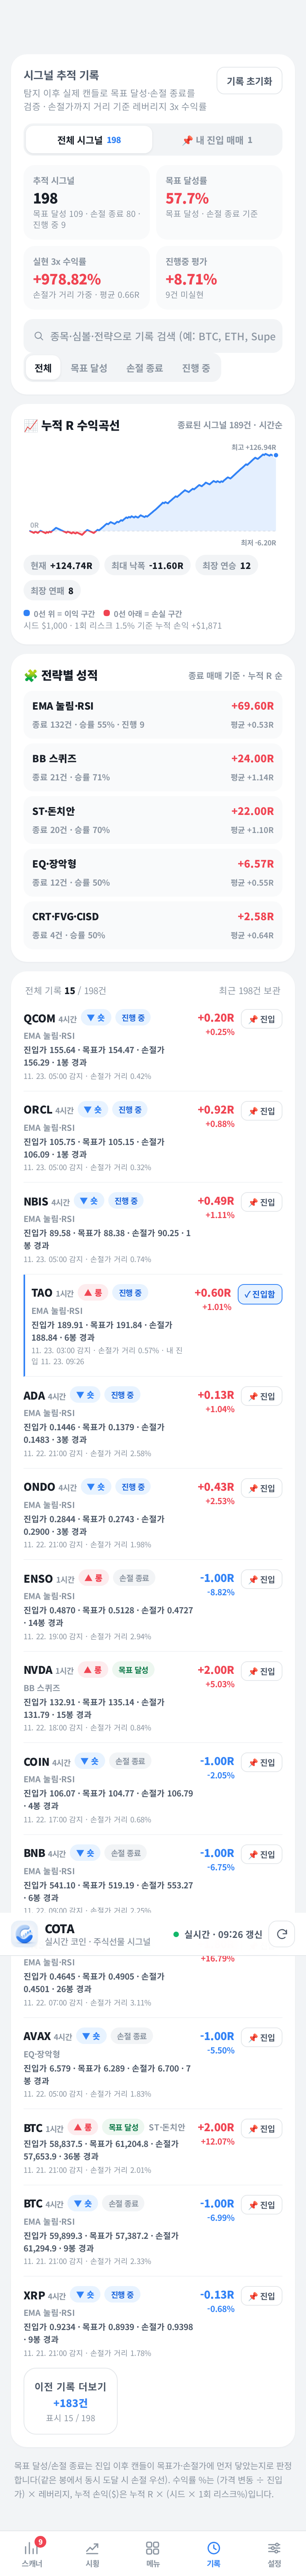 시그널 추적 기록
기록 초기화
탐지 이후 실제 캔들로 목표 달성·손절 종료를
검증 · 손절가까지 거리 기준 레버리지 3x 수익률
전체 시그널 198
📌 내 진입 매매 1
추적 시그널
198
목표 달성 109 · 손절 종료 80 ·
진행 중 9
목표 달성률
57.7%
목표 달성 · 손절 종료 기준
실현 3x 수익률
+978.82%
손절가 거리 가중 · 평균 0.66R
진행중 평가
+8.71%
9건 미실현
종목·심볼·전략으로 기록 검색 (예: BTC, ETH, Supe
전체
목표 달성
손절 종료
진행 중
📈 누적 R 수익곡선
종료된 시그널 189건 · 시간순
최고 +126.94R
0R
최저 -6.20R
현재 +124.74R
최대 낙폭 -11.60R
최장 연승 12
최장 연패 8
0선 위 = 이익 구간
0선 아래 = 손실 구간
시드 $1,000 · 1회 리스크 1.5% 기준 누적 손익 +$1,871
🧩 전략별 성적
종료 매매 기준 · 누적 R 순
EMA 눌림·RSI
+69.60R
종료 132건 · 승률 55% · 진행 9
평균 +0.53R
BB 스퀴즈
+24.00R
종료 21건 · 승률 71%
평균 +1.14R
ST·돈치안
+22.00R
종료 20건 · 승률 70%
평균 +1.10R
EQ·장악형
+6.57R
종료 12건 · 승률 50%
평균 +0.55R
CRT·FVG·CISD
+2.58R
종료 4건 · 승률 50%
평균 +0.64R
전체 기록 15 / 198건
최근 198건 보관
QCOM 4시간 ▼ 숏 진행 중
+0.20R
📌 진입
EMA 눌림·RSI
+0.25%
진입가 155.64 · 목표가 154.47 · 손절가
156.29 · 1봉 경과
11. 23. 05:00 감지 · 손절가 거리 0.42%
ORCL 4시간 ▼ 숏 진행 중
+0.92R
📌 진입
EMA 눌림·RSI
+0.88%
진입가 105.75 · 목표가 105.15 · 손절가
106.09 · 1봉 경과
11. 23. 05:00 감지 · 손절가 거리 0.32%
NBIS 4시간 ▼ 숏 진행 중
+0.49R
📌 진입
EMA 눌림·RSI
+1.11%
진입가 89.58 · 목표가 88.38 · 손절가 90.25 · 1
봉 경과
11. 23. 05:00 감지 · 손절가 거리 0.74%
TAO 1시간 ▲ 롱 진행 중
+0.60R
✓ 진입함
EMA 눌림·RSI
+1.01%
진입가 189.91 · 목표가 191.84 · 손절가
188.84 · 6봉 경과
11. 23. 03:00 감지 · 손절가 거리 0.57% · 내 진
입 11. 23. 09:26
ADA 4시간 ▼ 숏 진행 중
+0.13R
📌 진입
EMA 눌림·RSI
+1.04%
진입가 0.1446 · 목표가 0.1379 · 손절가
0.1483 · 3봉 경과
11. 22. 21:00 감지 · 손절가 거리 2.58%
ONDO 4시간 ▼ 숏 진행 중
+0.43R
📌 진입
EMA 눌림·RSI
+2.53%
진입가 0.2844 · 목표가 0.2743 · 손절가
0.2900 · 3봉 경과
11. 22. 21:00 감지 · 손절가 거리 1.98%
ENSO 1시간 ▲ 롱 손절 종료
-1.00R
📌 진입
EMA 눌림·RSI
-8.82%
진입가 0.4870 · 목표가 0.5128 · 손절가 0.4727
· 14봉 경과
11. 22. 19:00 감지 · 손절가 거리 2.94%
NVDA 1시간 ▲ 롱 목표 달성
+2.00R
📌 진입
BB 스퀴즈
+5.03%
진입가 132.91 · 목표가 135.14 · 손절가
131.79 · 15봉 경과
11. 22. 18:00 감지 · 손절가 거리 0.84%
COIN 4시간 ▼ 숏 손절 종료
-1.00R
📌 진입
EMA 눌림·RSI
-2.05%
진입가 106.07 · 목표가 104.77 · 손절가 106.79
· 4봉 경과
11. 22. 17:00 감지 · 손절가 거리 0.68%
BNB 4시간 ▼ 숏 손절 종료
-1.00R
📌 진입
EMA 눌림·RSI
-6.75%
진입가 541.10 · 목표가 519.19 · 손절가 553.27
· 6봉 경과
11. 22. 09:00 감지 · 손절가 거리 2.25%
COTA
실시간 코인 · 주식선물 시그널
실시간 · 09:26 갱신
EMA 눌림·RSI
+16.79%
진입가 0.4645 · 목표가 0.4905 · 손절가
0.4501 · 26봉 경과
11. 22. 07:00 감지 · 손절가 거리 3.11%
AVAX 4시간 ▼ 숏 손절 종료
-1.00R
📌 진입
EQ·장악형
-5.50%
진입가 6.579 · 목표가 6.289 · 손절가 6.700 · 7
봉 경과
11. 22. 05:00 감지 · 손절가 거리 1.83%
BTC 1시간 ▲ 롱 목표 달성 ST·돈치안
+2.00R
📌 진입
+12.07%
진입가 58,837.5 · 목표가 61,204.8 · 손절가
57,653.9 · 36봉 경과
11. 21. 21:00 감지 · 손절가 거리 2.01%
BTC 4시간 ▼ 숏 손절 종료
-1.00R
📌 진입
EMA 눌림·RSI
-6.99%
진입가 59,899.3 · 목표가 57,387.2 · 손절가
61,294.9 · 9봉 경과
11. 21. 21:00 감지 · 손절가 거리 2.33%
XRP 4시간 ▼ 숏 진행 중
-0.13R
📌 진입
EMA 눌림·RSI
-0.68%
진입가 0.9234 · 목표가 0.8939 · 손절가 0.9398
· 9봉 경과
11. 21. 21:00 감지 · 손절가 거리 1.78%
이전 기록 더보기
+183건
표시 15 / 198
목표 달성/손절 종료는 진입 이후 캔들이 목표가·손절가에 먼저 닿았는지로 판정
합니다(같은 봉에서 동시 도달 시 손절 우선). 수익률 %는 (가격 변동 ÷ 진입
가) × 레버리지, 누적 손익($)은 누적 R × (시드 × 1회 리스크%)입니다.
9
스캐너
시황
메뉴
기록
설정